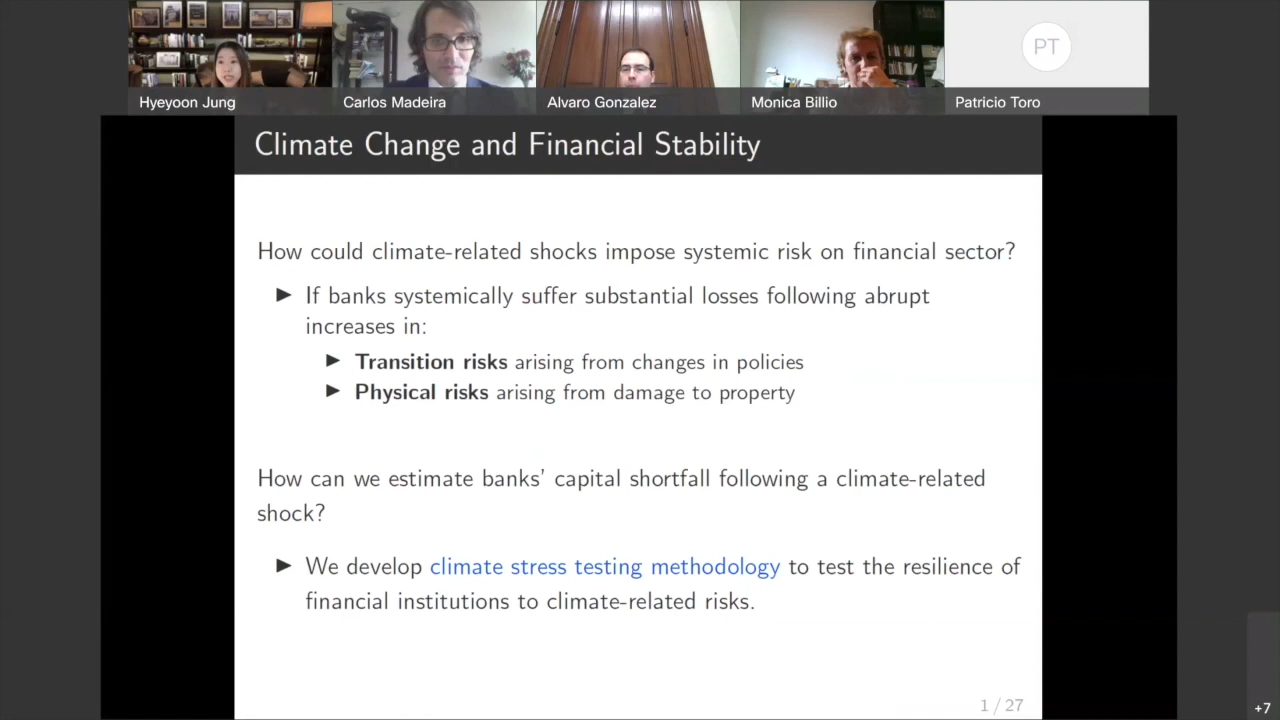 PT
Hyeyoon Jung
Carlos Madeira
Alvaro Gonzalez
Monica Billio
Patricio Toro
Climate Change and Financial Stability
How could climate-related shocks impose systemic risk on financial sector?
▶ If banks systemically suffer substantial losses following abrupt
increases in:
▶ Transition risks arising from changes in policies
▶ Physical risks arising from damage to property
How can we estimate banks' capital shortfall following a climate-related
shock?
▶ We develop climate stress testing methodology to test the resilience of
financial institutions to climate-related risks.
1 / 27
+7